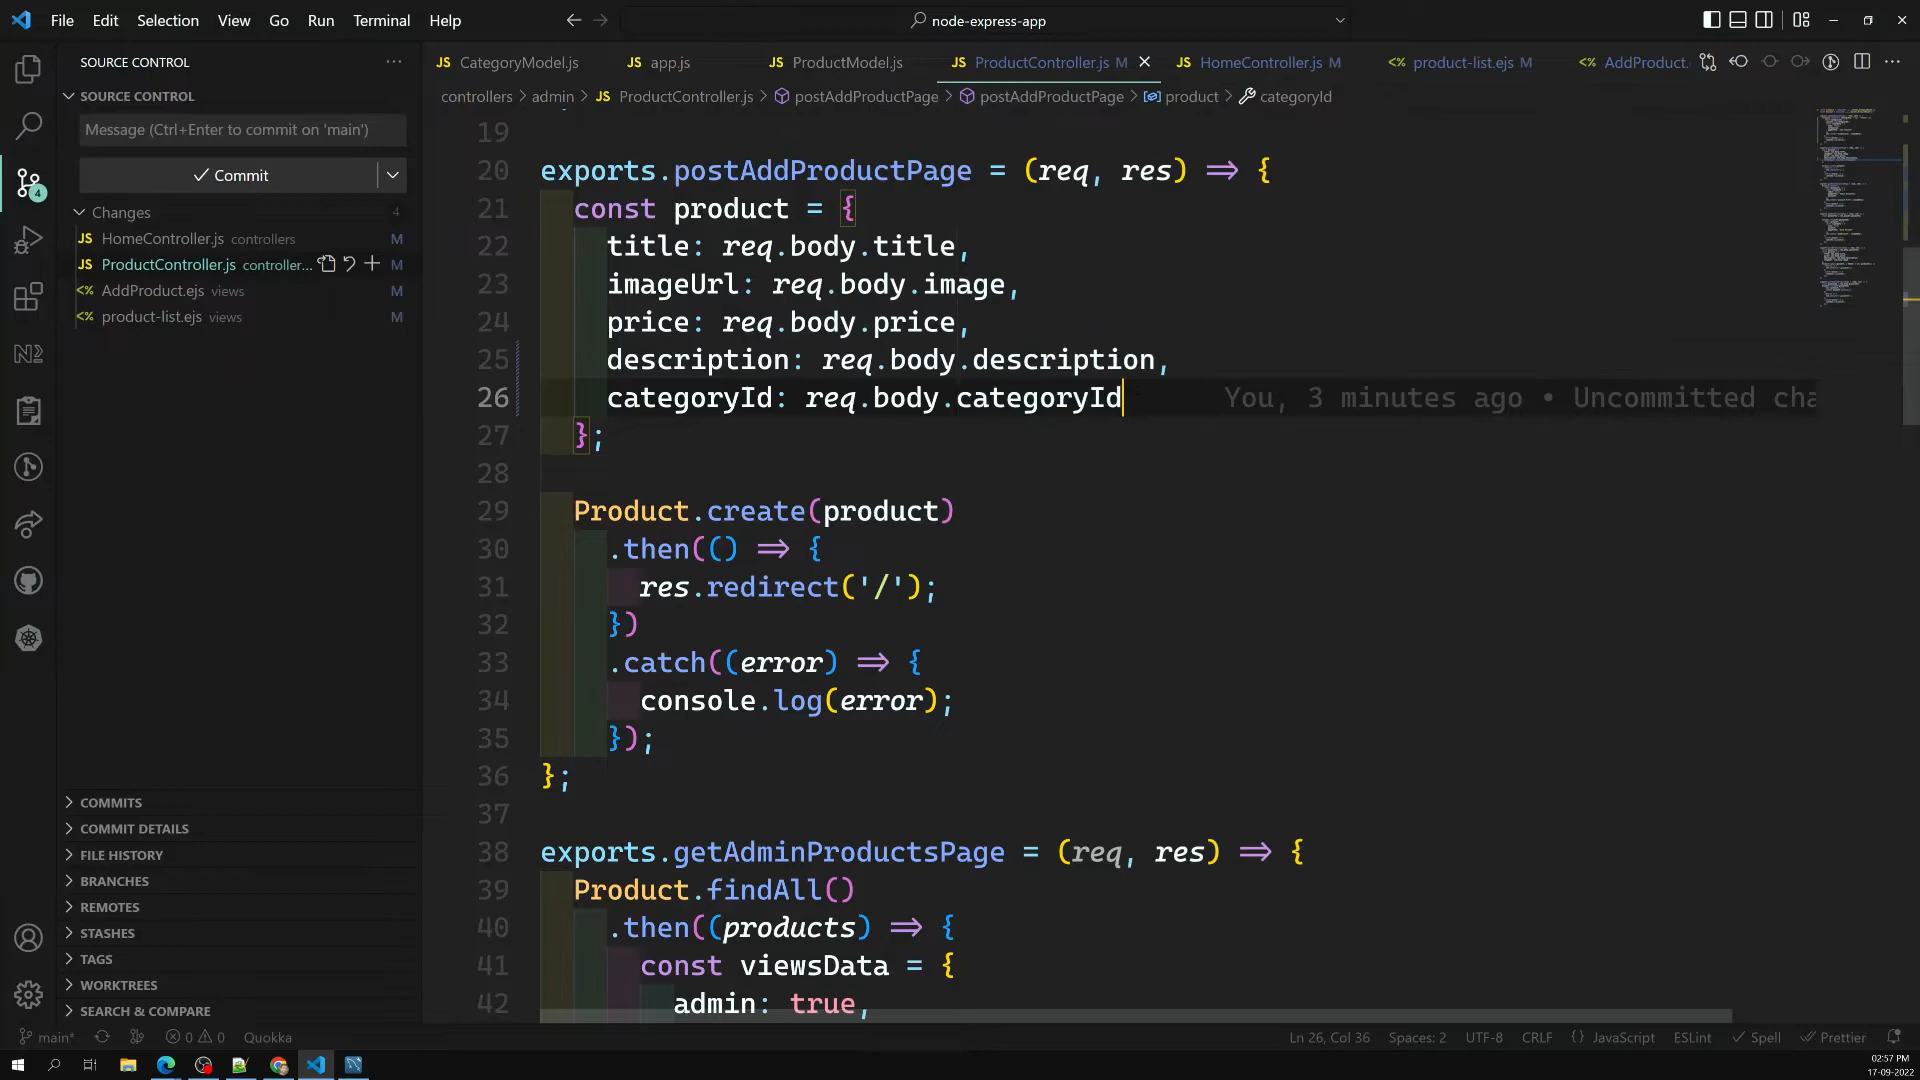 File Edit Selection View Go Run Terminal Help
node-express-app
SOURCE CONTROL
CategoryModel.js app.js ProductModel.js ProductController.js M HomeController.js M product-list.ejs M AddProduct.
SOURCE CONTROL
controllers > admin > JS ProductController.js > postAddProductPage > postAddProductPage > product > categoryId
Message (Ctrl+Enter to commit on 'main')
Commit
Changes 4
JS HomeController.js controllers M
JS ProductController.js controller... M
<% AddProduct.ejs views M
<% product-list.ejs views M
19
20 exports.postAddProductPage = (req, res) => {
21 const product = {
22 title: req.body.title,
23 imageUrl: req.body.image,
24 price: req.body.price,
25 description: req.body.description,
26 categoryId: req.body.categoryId You, 3 minutes ago • Uncommitted cha
27 };
28
29 Product.create(product)
30 .then(() => {
31 res.redirect('/');
32 })
33 .catch((error) => {
34 console.log(error);
35 });
36 };
37
38 exports.getAdminProductsPage = (req, res) => {
39 Product.findAll()
40 .then((products) => {
41 const viewsData = {
42 admin: true,
COMMITS
COMMIT DETAILS
FILE HISTORY
BRANCHES
REMOTES
STASHES
TAGS
WORKTREES
SEARCH & COMPARE
main* 0 0 Quokka Ln 26, Col 36 Spaces: 2 UTF-8 CRLF {} JavaScript ESLint Spell Prettier
02:57 PM
17-09-2022